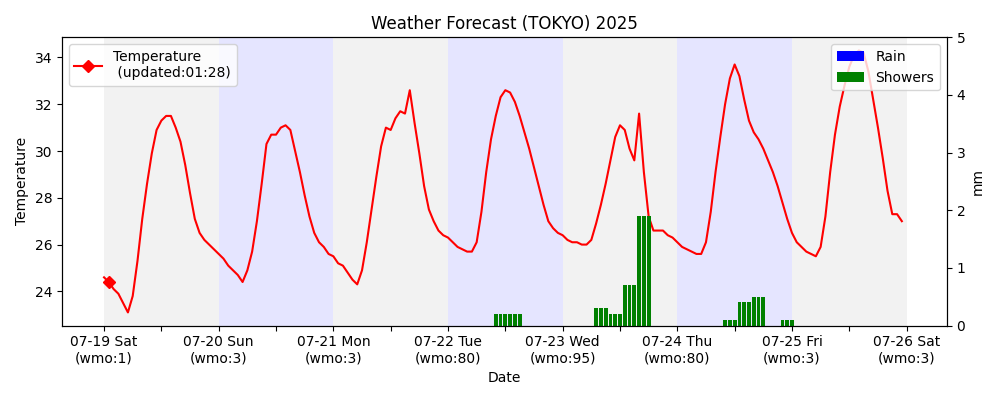 Weather Forecast (TOKYO) 2025
Temperature
(updated:01:28)
Rain
Showers
34
32
30
28
26
24
Temperature
5
4
3
2
1
0
mm
07-19 Sat
(wmo:1)
07-20 Sun
(wmo:3)
07-21 Mon
(wmo:3)
07-22 Tue
(wmo:80)
07-23 Wed
(wmo:95)
07-24 Thu
(wmo:80)
07-25 Fri
(wmo:3)
07-26 Sat
(wmo:3)
Date